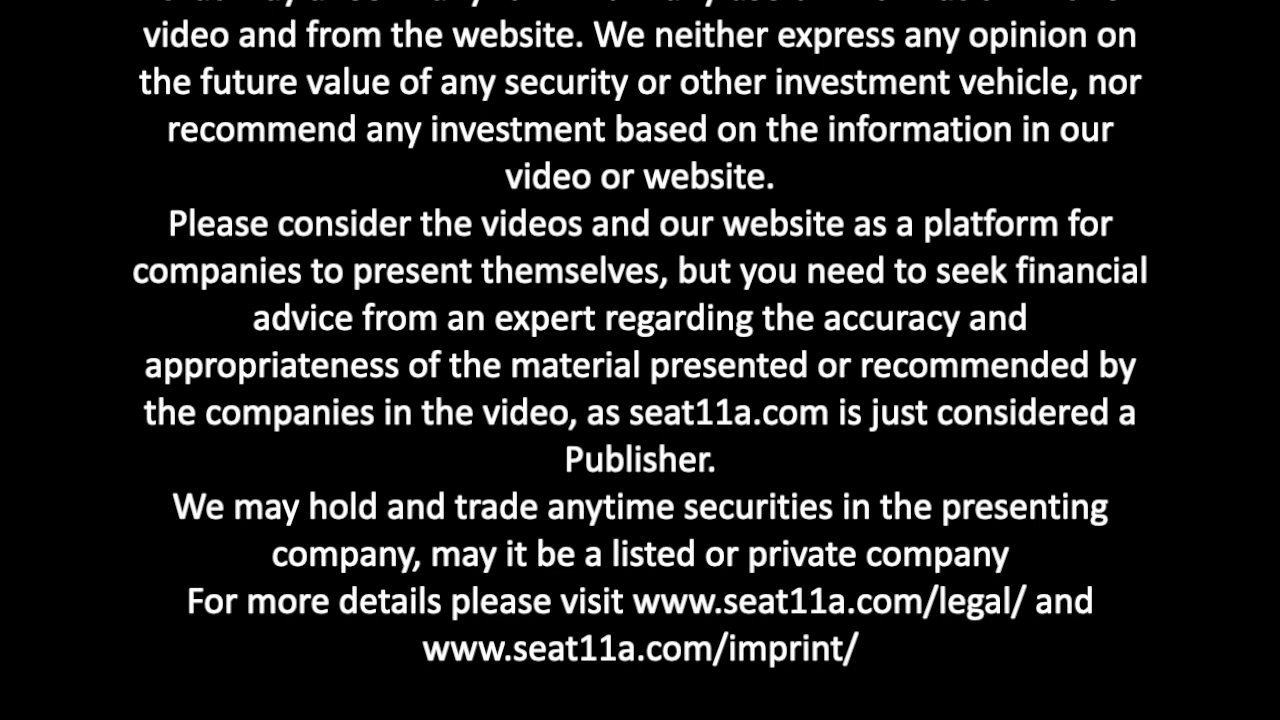 video and from the website. We neither express any opinion on
the future value of any security or other investment vehicle, nor
recommend any investment based on the information in our
video or website.
Please consider the videos and our website as a platform for
companies to present themselves, but you need to seek financial
advice from an expert regarding the accuracy and
appropriateness of the material presented or recommended by
the companies in the video, as seat11a.com is just considered a
Publisher.
We may hold and trade anytime securities in the presenting
company, may it be a listed or private company
For more details please visit www.seat11a.com/legal/ and
www.seat11a.com/imprint/